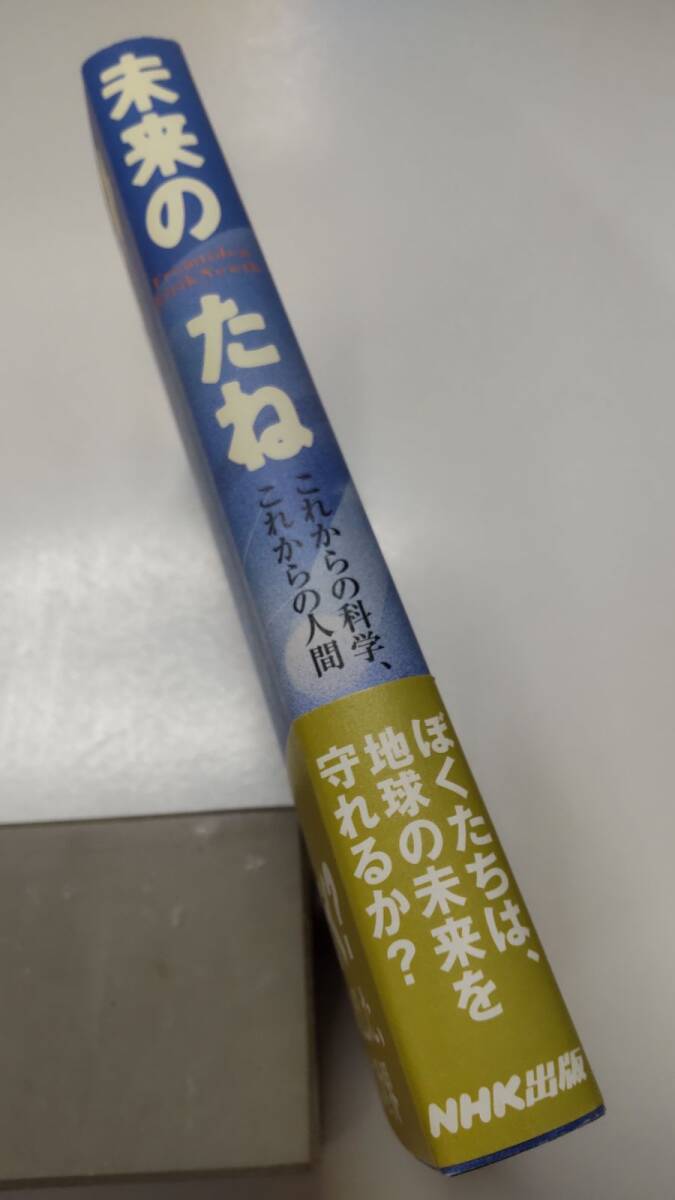 未来の
たね
これからの科学、
これからの人間
ぼくたちは、
地球の未来を
守れるか?
NHK出版